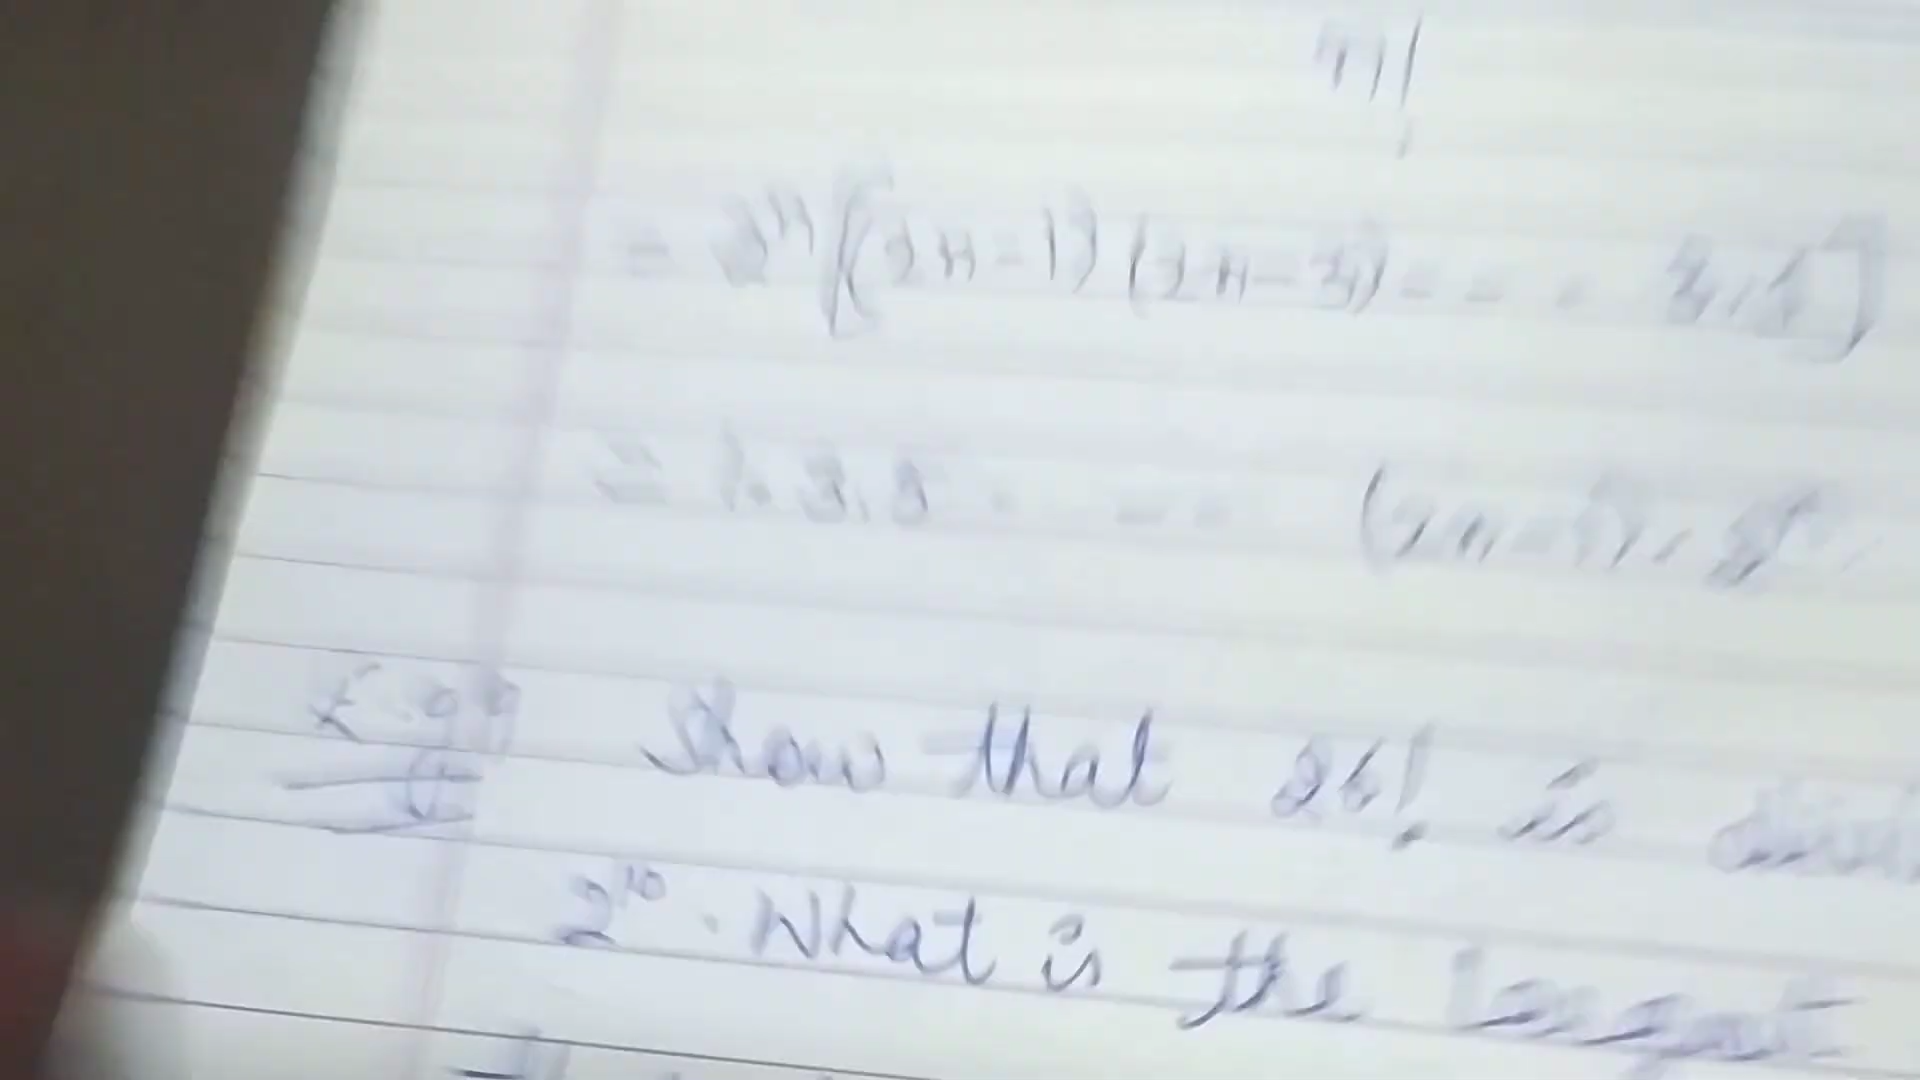 n!
= 2ⁿ[(2n-1)(2n-3)---- 3.1]
= 1.3.5 - - - - (2n-1).2ⁿ
Show that 26! is
2¹⁰. What is the largest